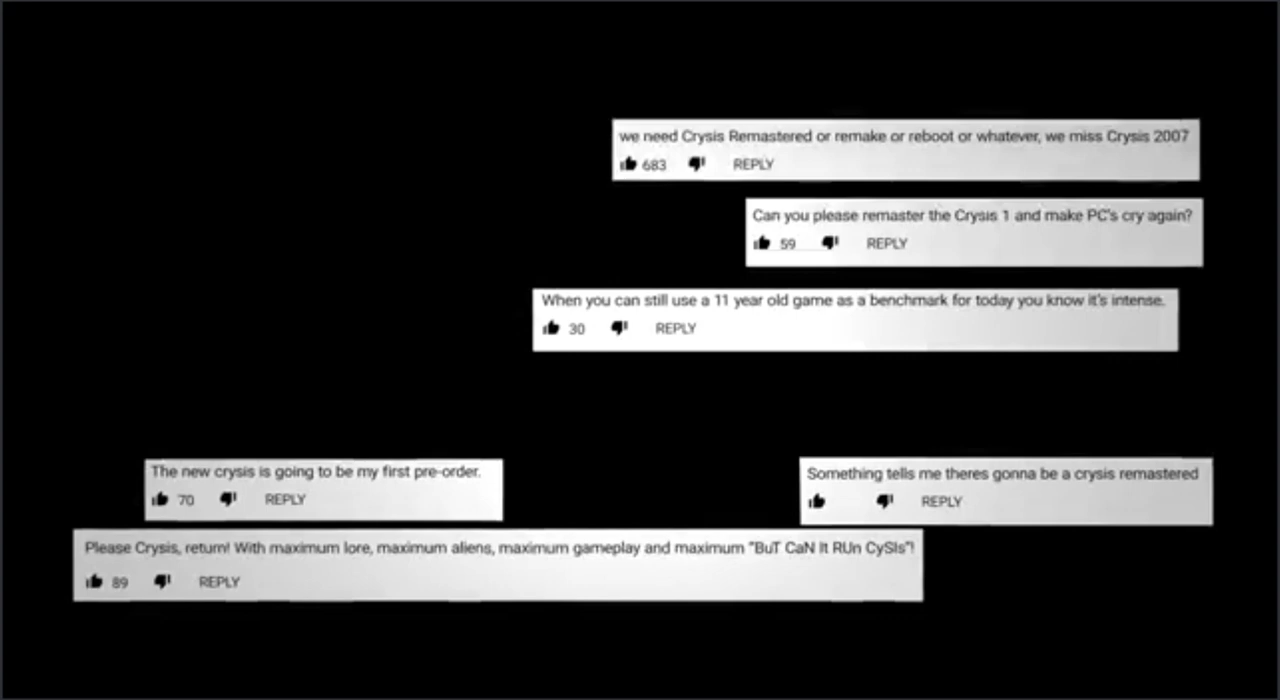 we need Crysis Remastered or remake or reboot or whatever, we miss Crysis 2007
683 REPLY
Can you please remaster the Crysis 1 and make PC's cry again?
59 REPLY
When you can still use a 11 year old game as a benchmark for today you know it's intense.
30 REPLY
The new crysis is going to be my first pre-order.
70 REPLY
Something tells me theres gonna be a crysis remastered
REPLY
Please Crysis, return! With maximum lore, maximum aliens, maximum gameplay and maximum "BuT CaN It RUn CySIs"!
89 REPLY